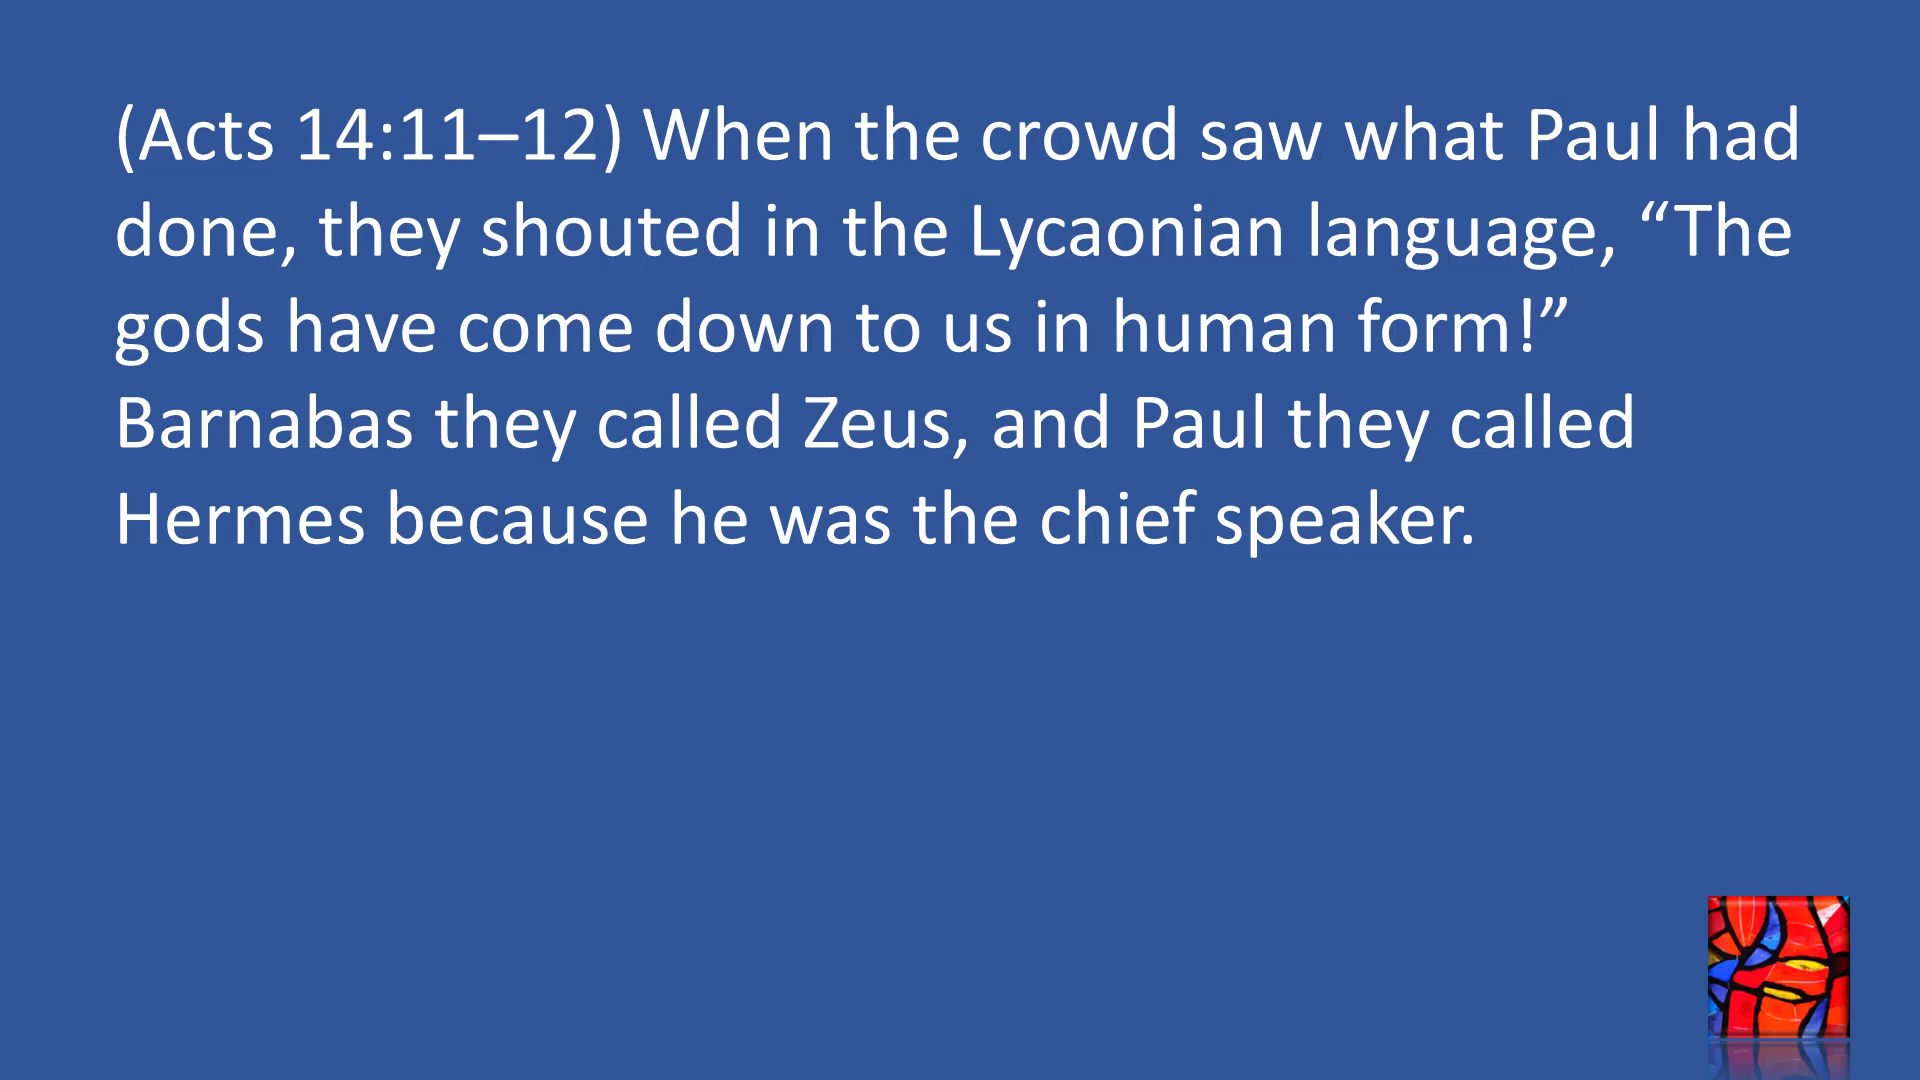 (Acts 14:11–12) When the crowd saw what Paul had
done, they shouted in the Lycaonian language, “The
gods have come down to us in human form!”
Barnabas they called Zeus, and Paul they called
Hermes because he was the chief speaker.